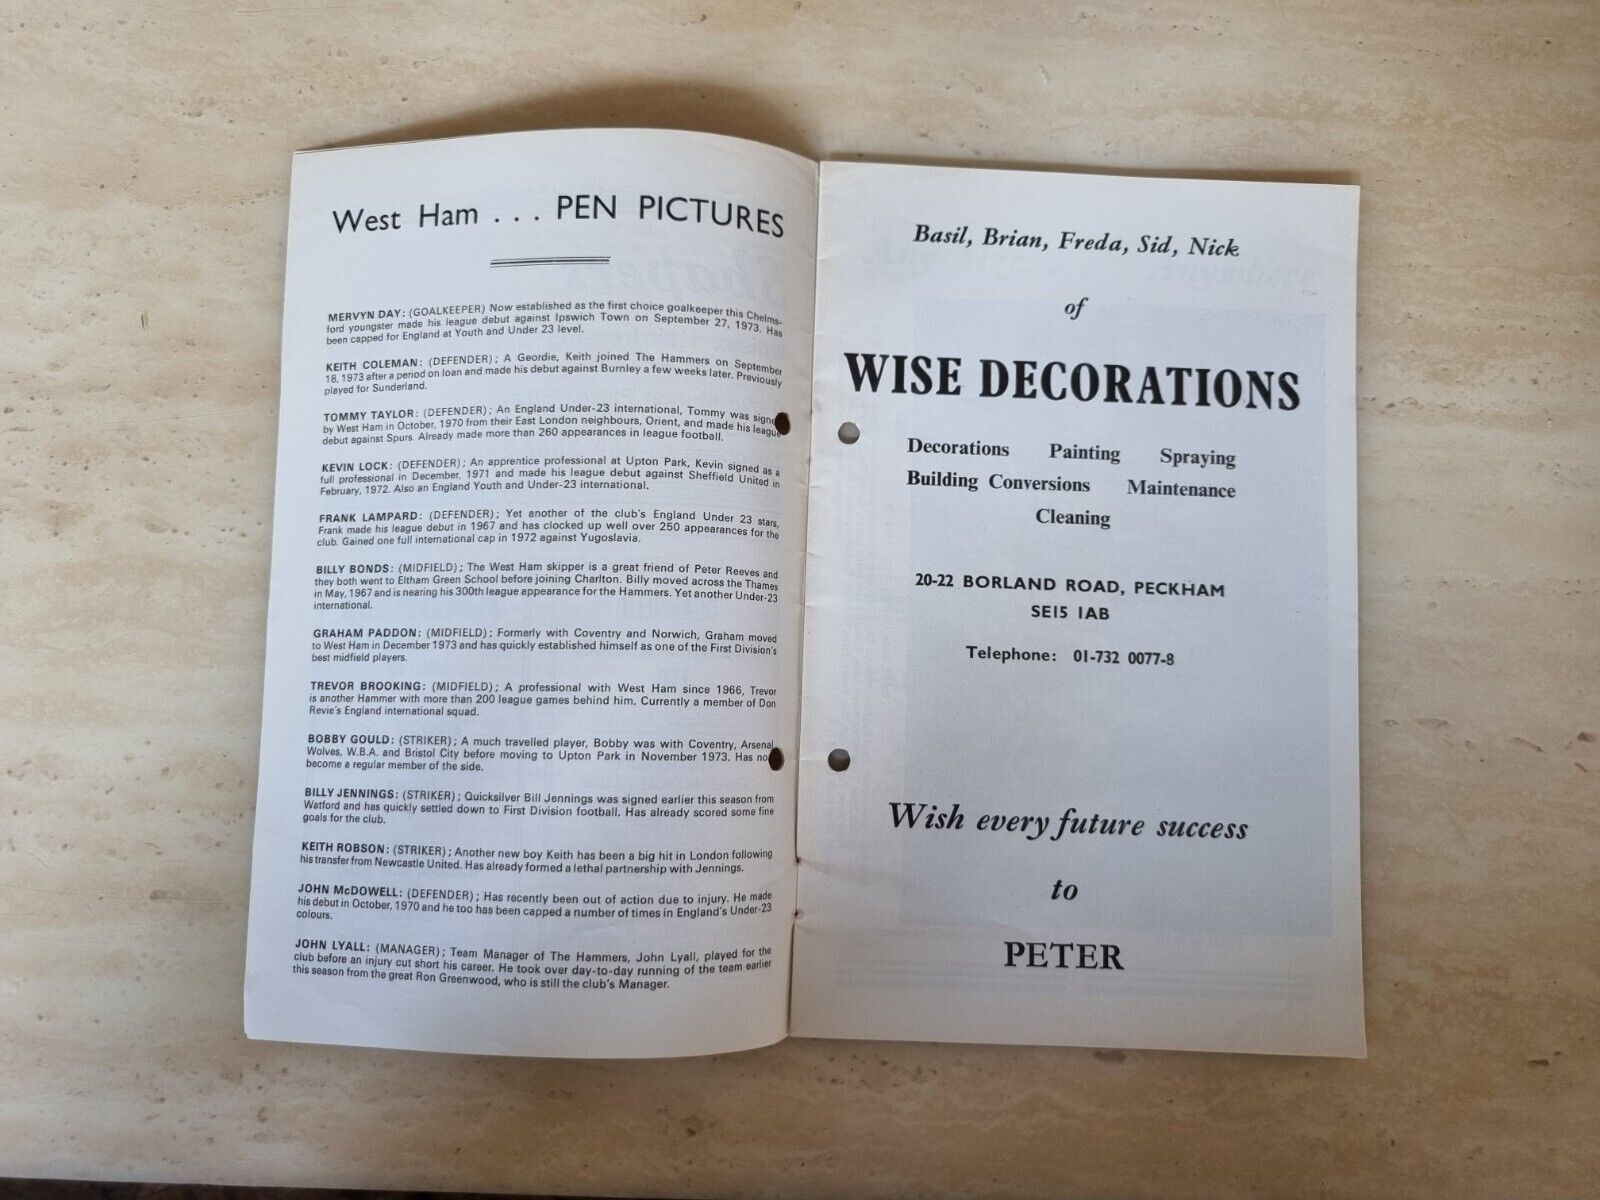 West Ham . . . PEN PICTURES
MERVYN DAY: (GOALKEEPER) Now established as the first choice goalkeeper this Chelms-
ford youngster made his league debut against Ipswich Town on September 27, 1973. Has
been capped for England at Youth and Under 23 level.
KEITH COLEMAN: (DEFENDER); A Geordie, Keith joined The Hammers on September
18, 1973 after a period on loan and made his debut against Burnley a few weeks later. Previously
played for Sunderland.
TOMMY TAYLOR: (DEFENDER); An England Under-23 international, Tommy was signed
by West Ham in October, 1970 from their East London neighbours, Orient, and made his league
debut against Spurs. Already made more than 260 appearances in league football.
KEVIN LOCK: (DEFENDER); An apprentice professional at Upton Park, Kevin signed as a
full professional in December, 1971 and made his league debut against Sheffield United in
February, 1972. Also an England Youth and Under-23 international.
FRANK LAMPARD: (DEFENDER); Yet another of the club's England Under 23 stars,
Frank made his league debut in 1967 and has clocked up well over 250 appearances for the
club. Gained one full international cap in 1972 against Yugoslavia.
BILLY BONDS: (MIDFIELD); The West Ham skipper is a great friend of Peter Reeves and
they both went to Eltham Green School before joining Charlton. Billy moved across the Thames
in May, 1967 and is nearing his 300th league appearance for the Hammers. Yet another Under-23
international.
GRAHAM PADDON: (MIDFIELD); Formerly with Coventry and Norwich, Graham moved
to West Ham in December 1973 and has quickly established himself as one of the First Division's
best midfield players.
TREVOR BROOKING: (MIDFIELD); A professional with West Ham since 1966, Trevor
is another Hammer with more than 200 league games behind him. Currently a member of Don
Revie's England international squad.
BOBBY GOULD: (STRIKER); A much travelled player, Bobby was with Coventry, Arsenal
Wolves, W.B.A. and Bristol City before moving to Upton Park in November 1973. Has now
become a regular member of the side.
BILLY JENNINGS: (STRIKER); Quicksilver Bill Jennings was signed earlier this season from
Watford and has quickly settled down to First Division football. Has already scored some fine
goals for the club.
KEITH ROBSON: (STRIKER); Another new boy Keith has been a big hit in London following
his transfer from Newcastle United. Has already formed a lethal partnership with Jennings.
JOHN McDOWELL: (DEFENDER); Has recently been out of action due to injury. He made
his debut in October, 1970 and he too has been capped a number of times in England's Under-23
colours.
JOHN LYALL: (MANAGER); Team Manager of The Hammers, John Lyall, played for the
club before an injury cut short his career. He took over day-to-day running of the team earlier
this season from the great Ron Greenwood, who is still the club's Manager.
Basil, Brian, Freda, Sid, Nick
of
WISE DECORATIONS
Decorations Painting Spraying
Building Conversions Maintenance
Cleaning
20-22 BORLAND ROAD, PECKHAM
SE15 1AB
Telephone: 01-732 0077-8
Wish every future success
to
PETER